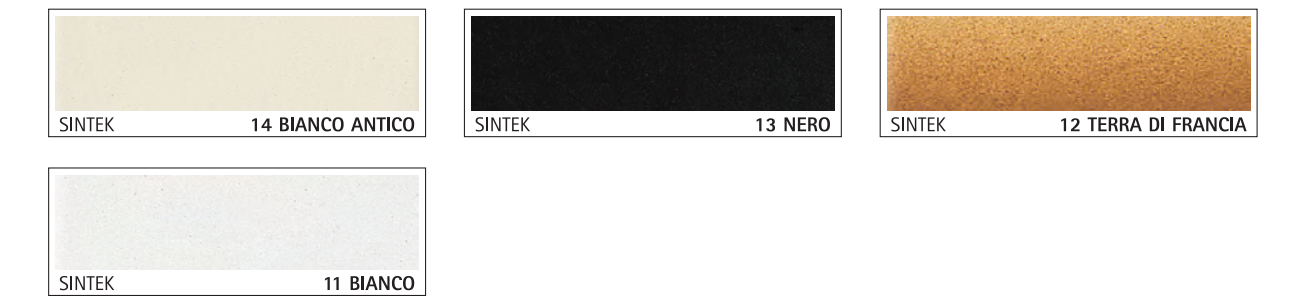 SINTEK 14 BIANCO ANTICO
SINTEK 13 NERO
SINTEK 12 TERRA DI FRANCIA
SINTEK 11 BIANCO